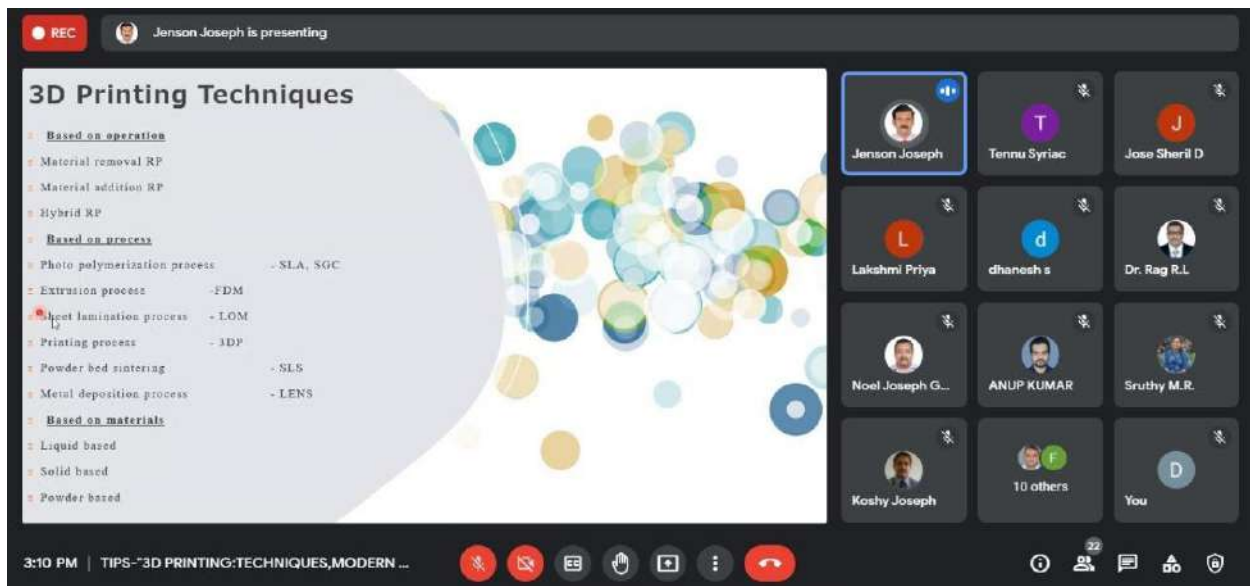 REC
Jenson Joseph is presenting
3D Printing Techniques
Based on operation
Material removal RP
Material addition RP
Hybrid RP
Based on process
Photo polymerization process - SLA, SGC
Extrusion process -FDM
Sheet lamination process - LOM
Printing process - 3DP
Powder bed sintering - SLS
Metal deposition process - LENS
Based on materials
Liquid based
Solid based
Powder based
Jenson Joseph
T
Tennu Syriac
J
Jose Sheril D
L
Lakshmi Priya
d
dhanesh s
Dr. Rag R.L
Noel Joseph G...
ANUP KUMAR
Sruthy M.R.
Koshy Joseph
F
10 others
D
You
3:10 PM | TIPS-"3D PRINTING:TECHNIQUES,MODERN ...
22